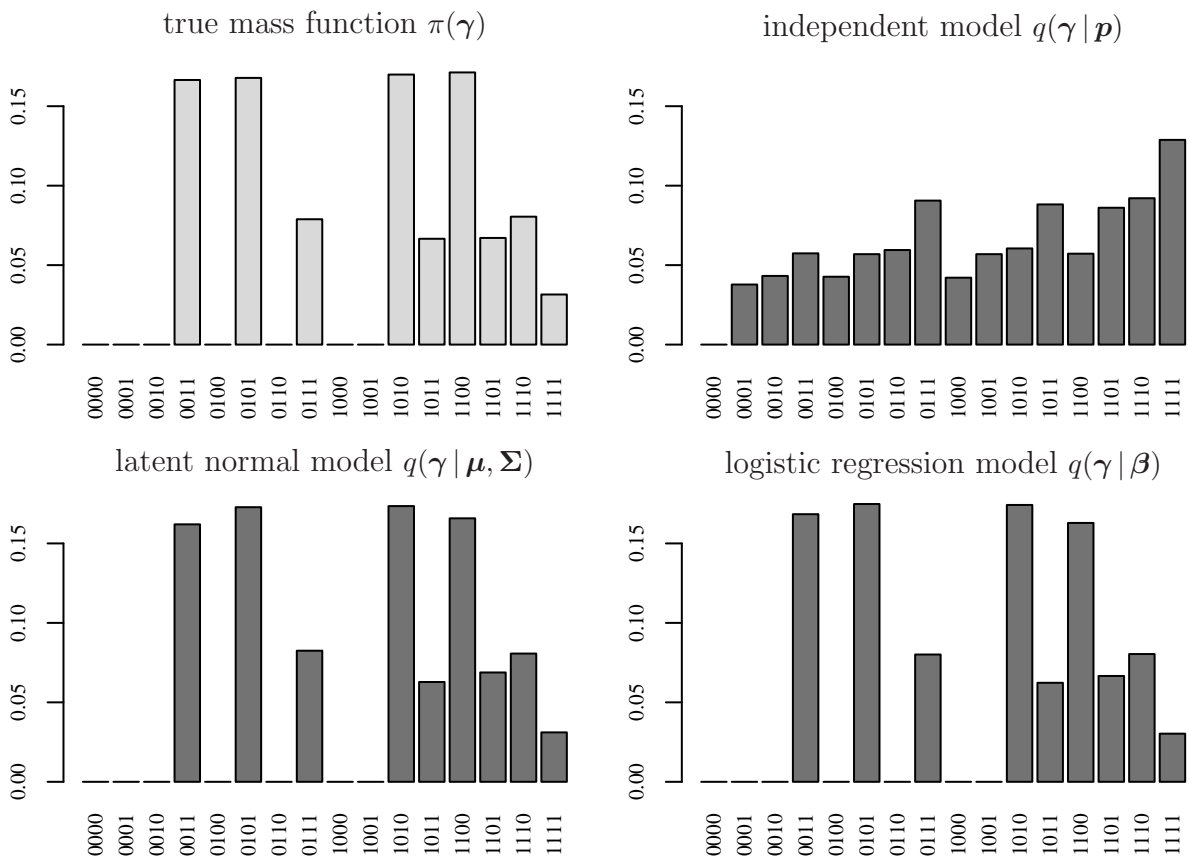 true mass function π(γ)
0.00 0.05 0.10 0.15
0000 0001 0010 0011 0100 0101 0110 0111 1000 1001 1010 1011 1100 1101 1110 1111
independent model q(γ | p)
0.00 0.05 0.10 0.15
0000 0001 0010 0011 0100 0101 0110 0111 1000 1001 1010 1011 1100 1101 1110 1111
latent normal model q(γ | μ, Σ)
0.00 0.05 0.10 0.15
0000 0001 0010 0011 0100 0101 0110 0111 1000 1001 1010 1011 1100 1101 1110 1111
logistic regression model q(γ | β)
0.00 0.05 0.10 0.15
0000 0001 0010 0011 0100 0101 0110 0111 1000 1001 1010 1011 1100 1101 1110 1111